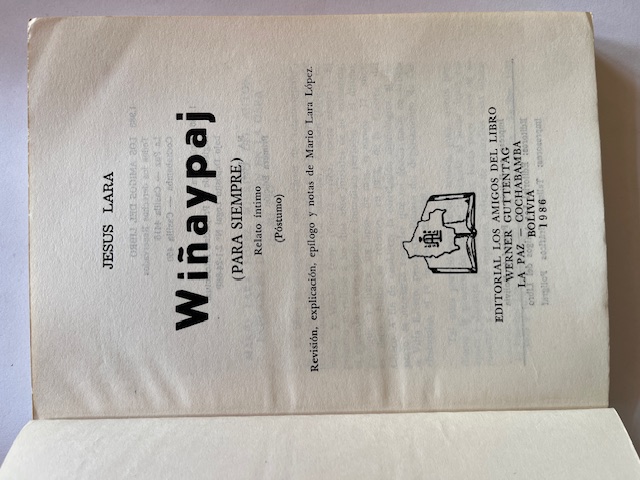 JESUS LARA
Wiñaypaj
(PARA SIEMPRE)
Relato íntimo
(Póstumo)
Revisión, explicación, epílogo y notas de Mario Lara López
EDITORIAL LOS AMIGOS DEL LIBRO
WERNER GUTTENTAG
LA PAZ — COCHABAMBA
BOLIVIA
1986